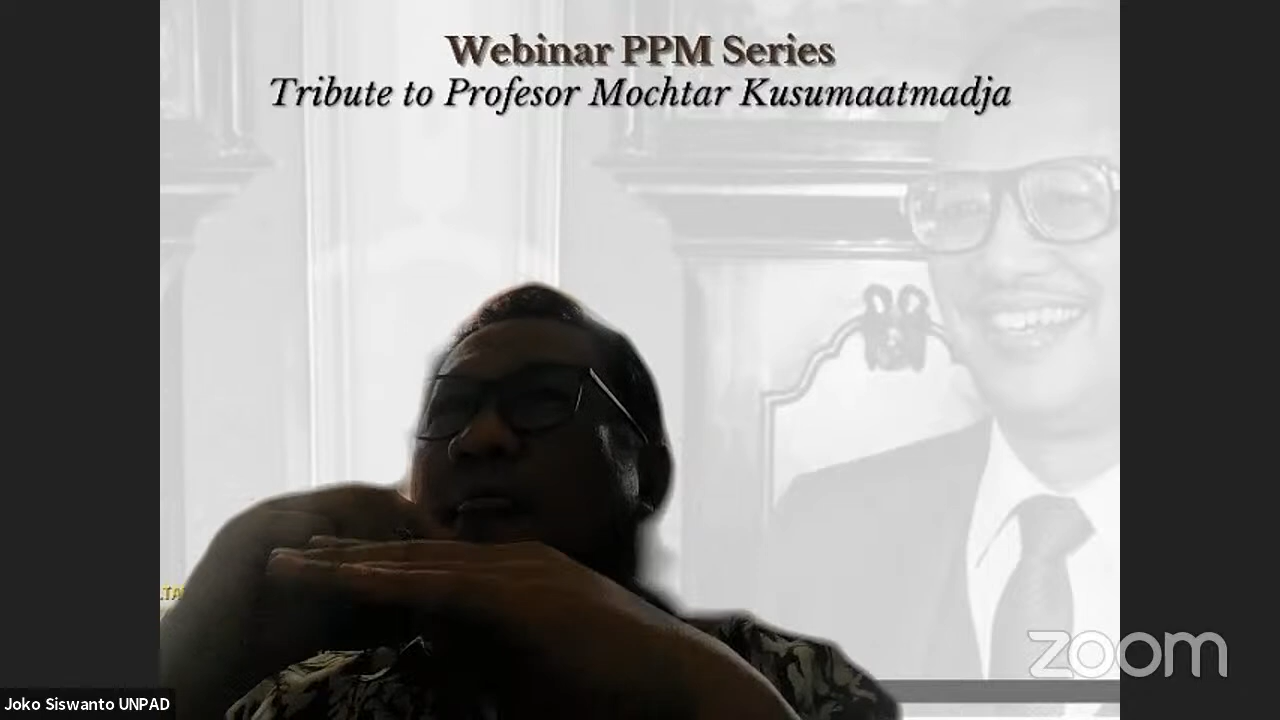 Webinar PPM Series
Tribute to Profesor Mochtar Kusumaatmadja
zoom
Joko Siswanto UNPAD